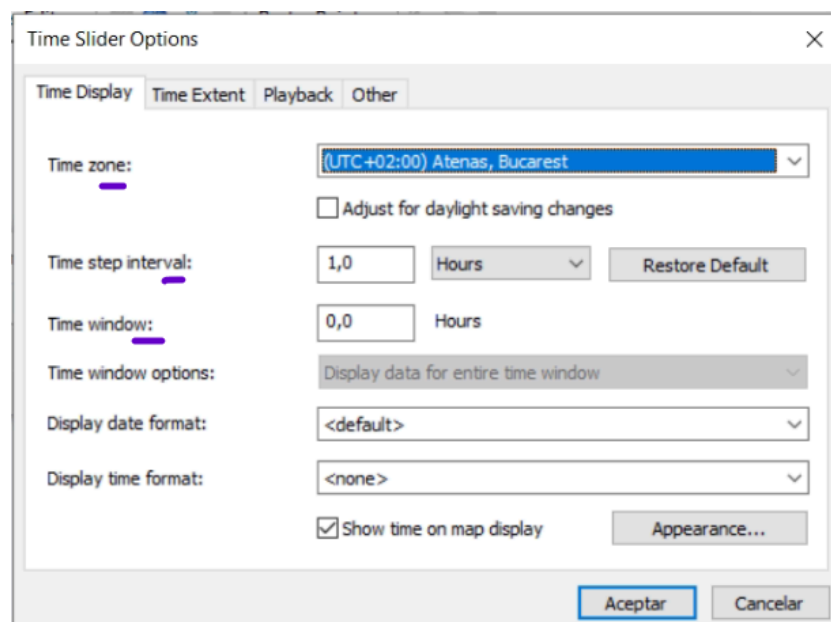 Time Slider Options
Time Display Time Extent Playback Other
Time zone: (UTC+02:00) Atenas, Bucarest
Adjust for daylight saving changes
Time step interval: 1,0 Hours Restore Default
Time window: 0,0 Hours
Time window options: Display data for entire time window
Display date format: <default>
Display time format: <none>
Show time on map display Appearance...
Aceptar Cancelar